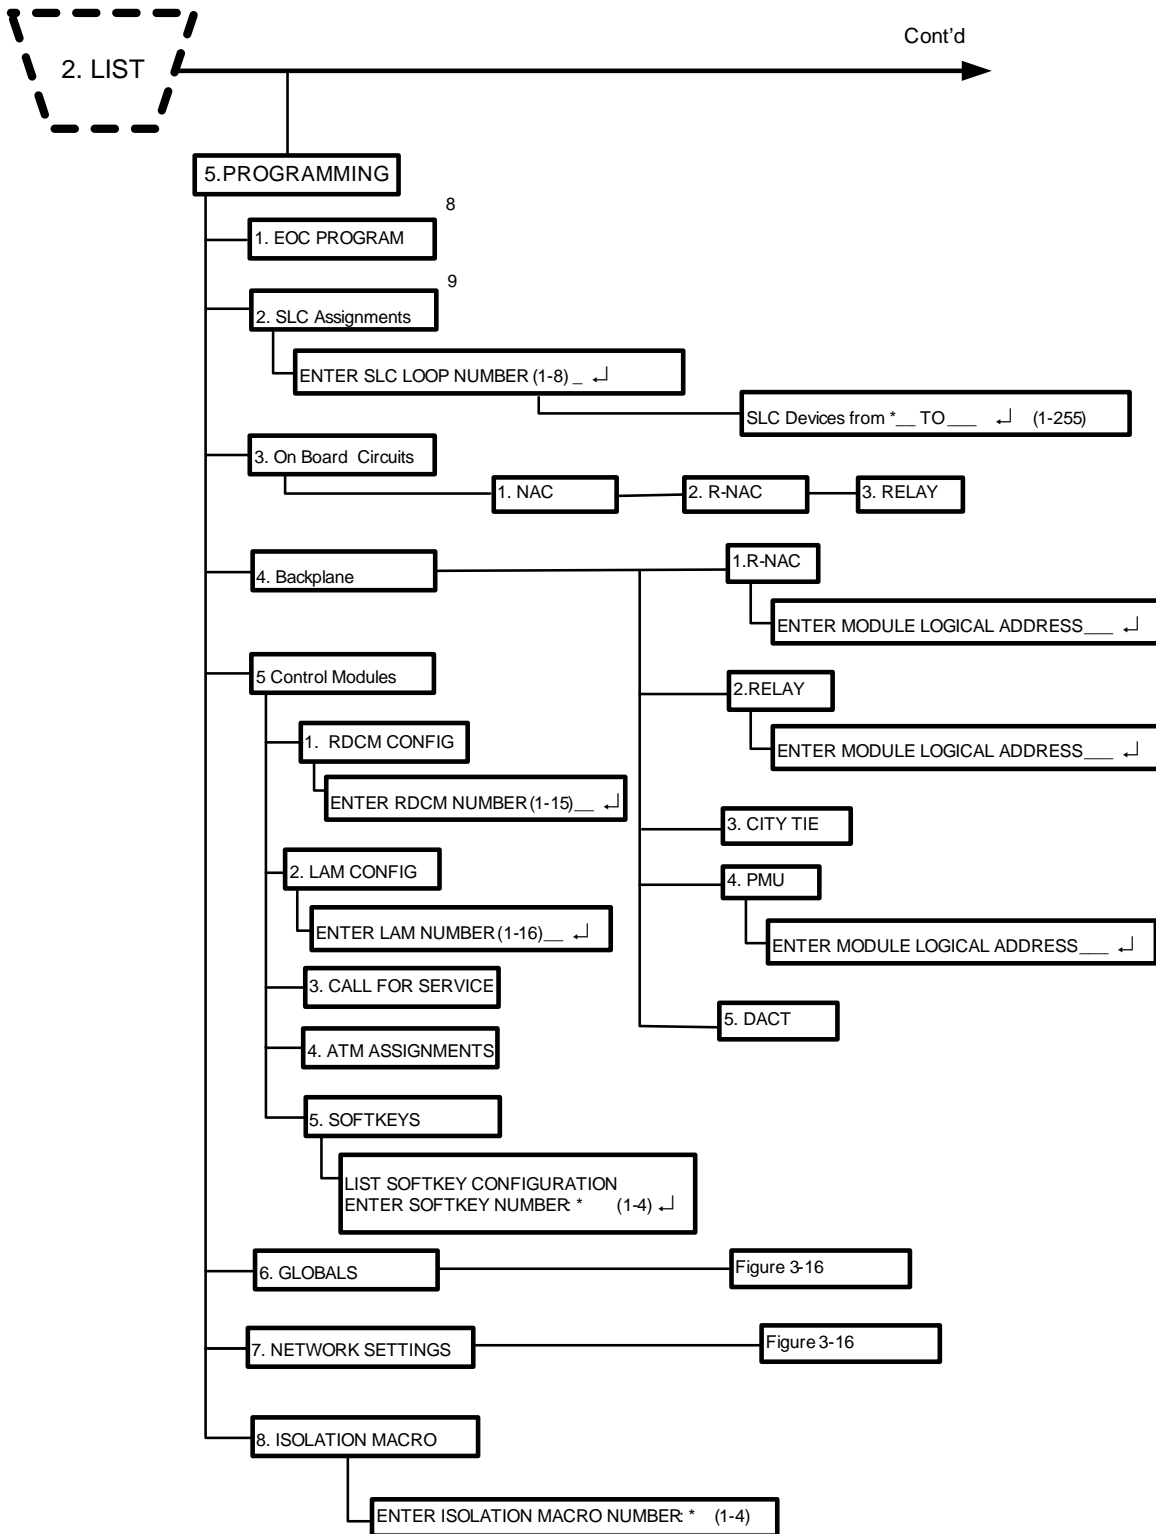 Cont'd
2. LIST
5.PROGRAMMING
8
1. EOC PROGRAM
9
2. SLC Assignments
ENTER SLC LOOP NUMBER (1-8) _ ↵
SLC Devices from *__ TO ___ ↵ (1-255)
3. On Board Circuits
1. NAC
2. R-NAC
3. RELAY
4. Backplane
1.R-NAC
ENTER MODULE LOGICAL ADDRESS___ ↵
2.RELAY
ENTER MODULE LOGICAL ADDRESS___ ↵
3. CITY TIE
4. PMU
ENTER MODULE LOGICAL ADDRESS___ ↵
5. DACT
5 Control Modules
1. RDCM CONFIG
ENTER RDCM NUMBER (1-15)__ ↵
2. LAM CONFIG
ENTER LAM NUMBER (1-16)__ ↵
3. CALL FOR SERVICE
4. ATM ASSIGNMENTS
5. SOFTKEYS
LIST SOFTKEY CONFIGURATION
ENTER SOFTKEY NUMBER: * (1-4) ↵
6. GLOBALS
Figure 3-16
7. NETWORK SETTINGS
Figure 3-16
8. ISOLATION MACRO
ENTER ISOLATION MACRO NUMBER: * (1-4)